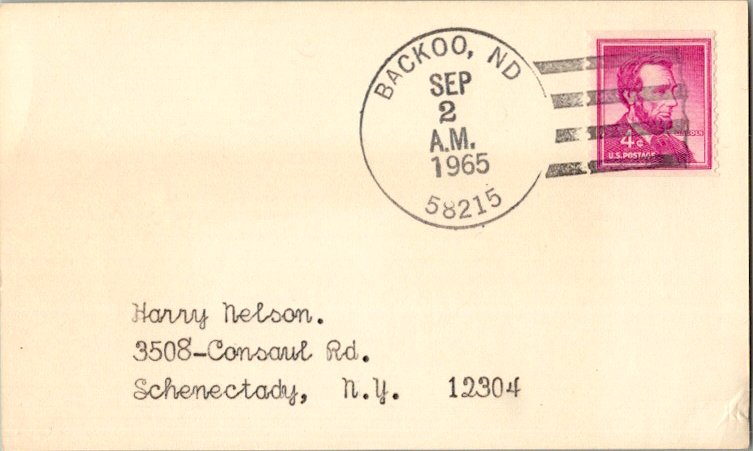 BACKOO, ND
SEP
2
A.M.
1965
58215
4¢
U.S. POSTAGE
Harry Nelson.
3508-Consaul Rd.
Schenectady, N.Y. 12304